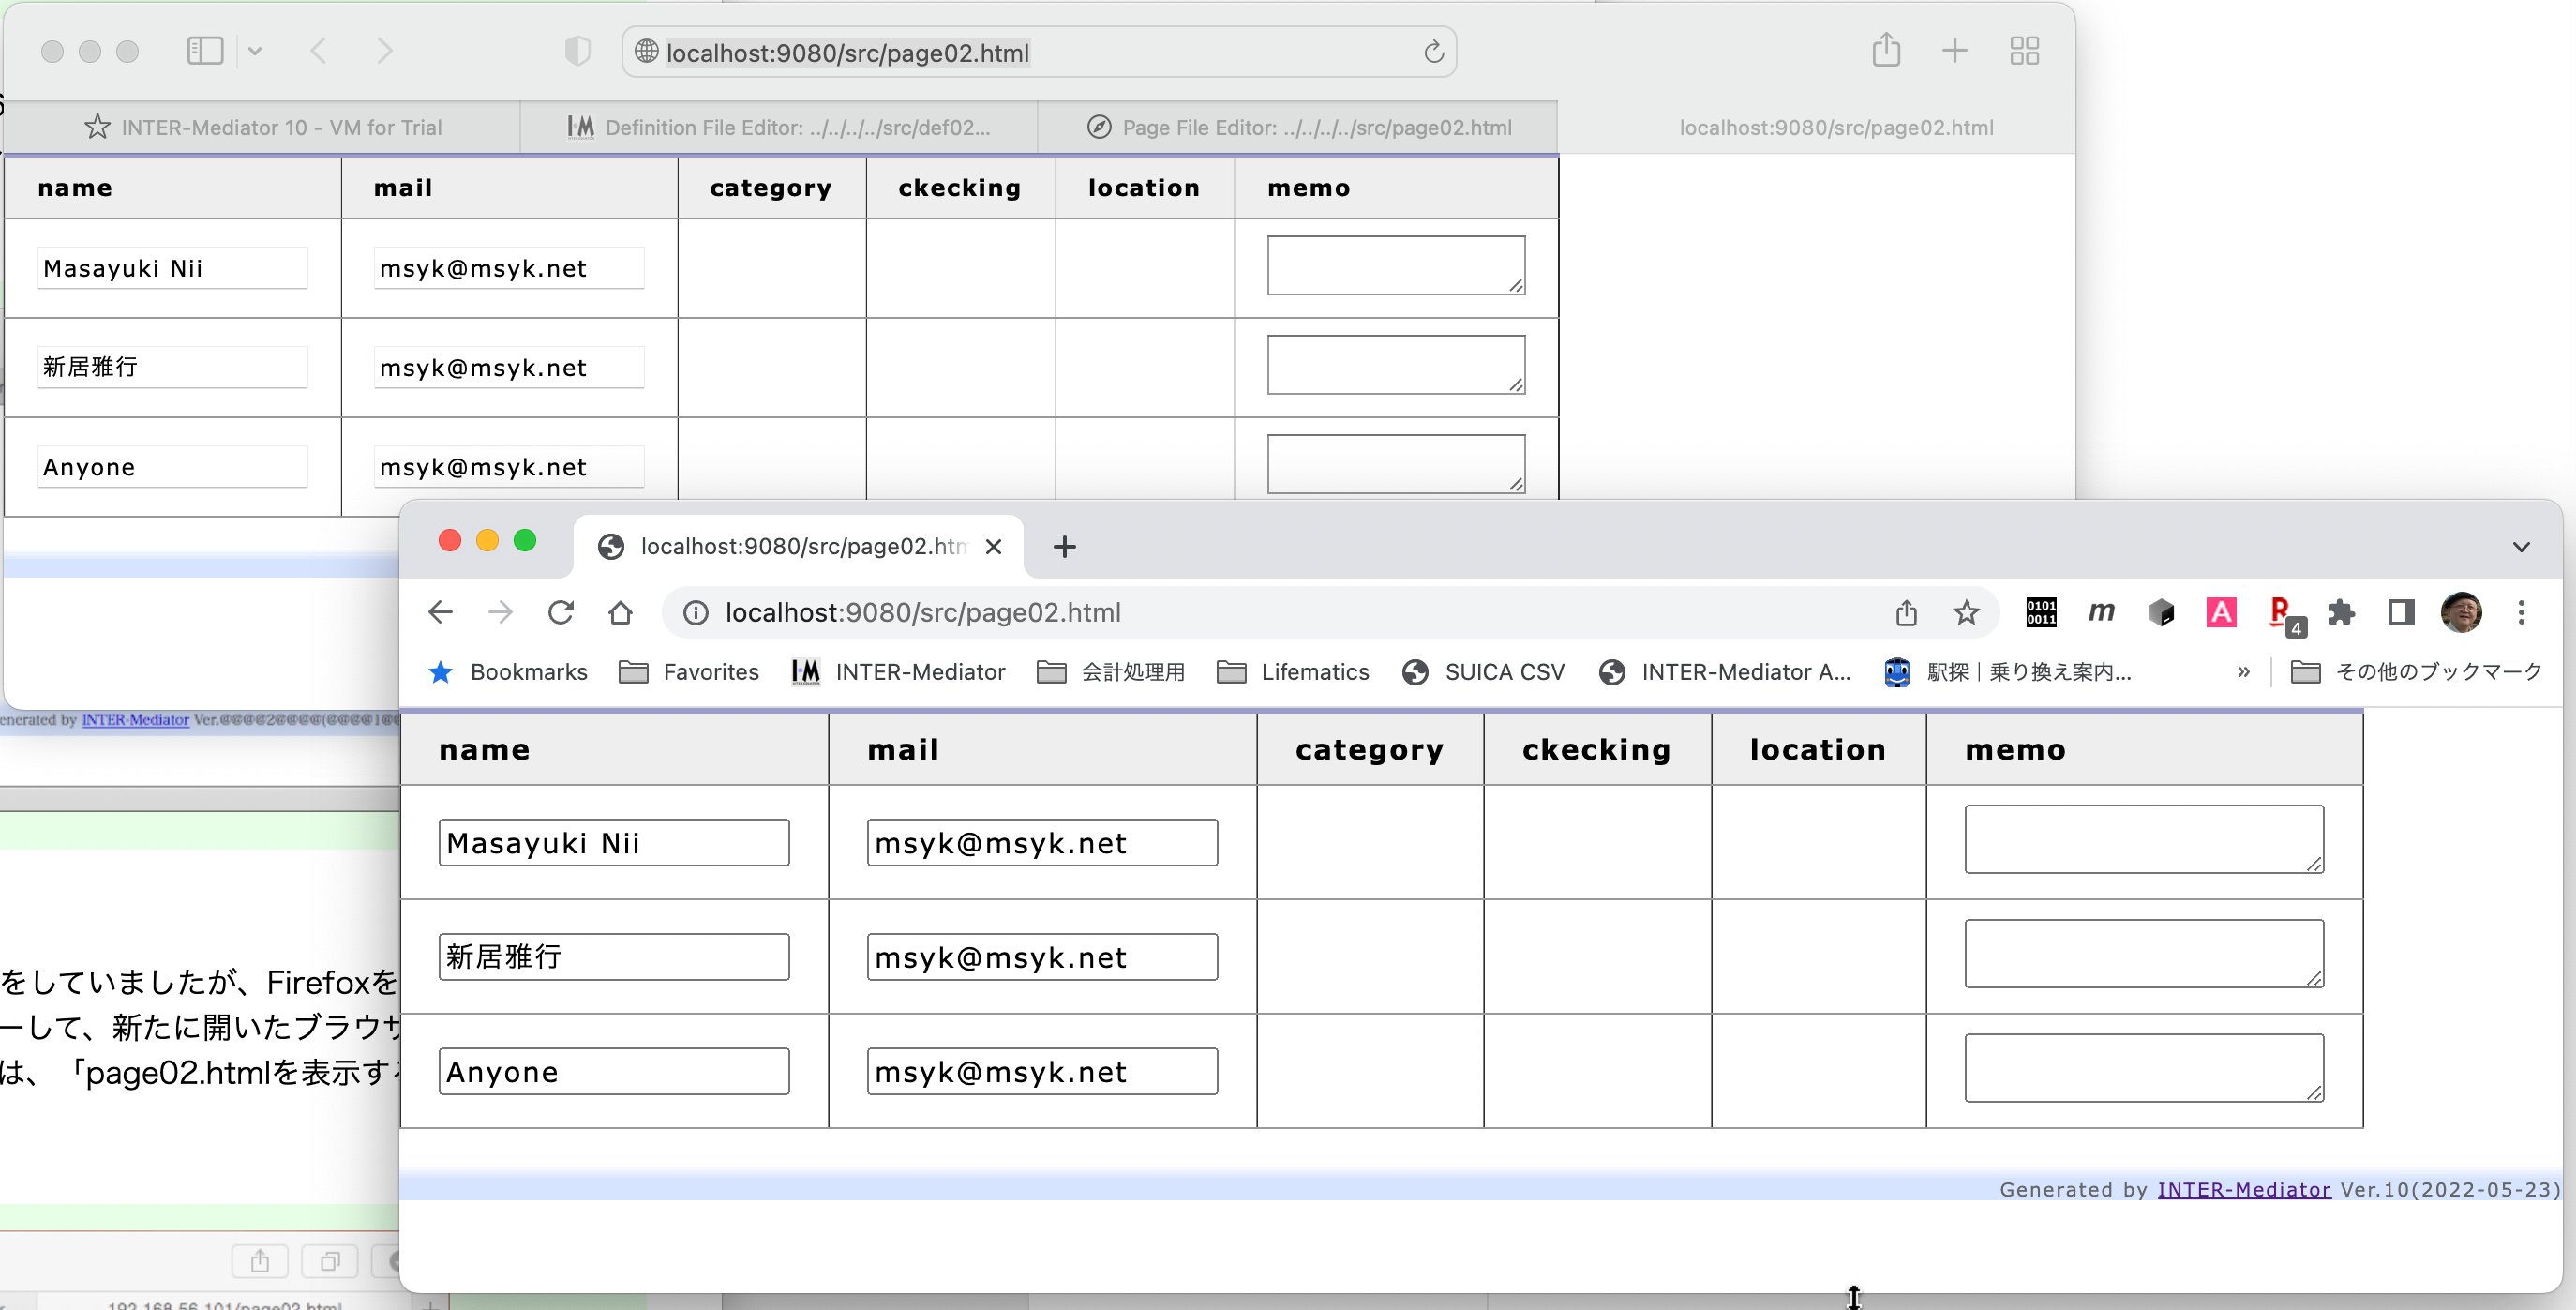 localhost:9080/src/page02.html
INTER-Mediator 10 - VM for Trial
Definition File Editor: ../../../../src/def02...
Page File Editor: ../../../../src/page02.html
localhost:9080/src/page02.html
name mail category ckecking location memo
Masayuki Nii msyk@msyk.net
新居雅行 msyk@msyk.net
Anyone msyk@msyk.net
enerated by INTER-Mediator Ver.@@@@2@@@@(@@@@1@
をしていましたが、Firefoxを
ーして、新たに開いたブラウサ
は、「page02.htmlを表示する
192.168.56.101/page02.html
localhost:9080/src/page02.htm
localhost:9080/src/page02.html
0101
0011
m
A
R
4
Bookmarks Favorites I·M INTER-Mediator 会計処理用 Lifematics SUICA CSV INTER-Mediator A... 駅探｜乗り換え案内... » その他のブックマーク
name mail category ckecking location memo
Masayuki Nii msyk@msyk.net
新居雅行 msyk@msyk.net
Anyone msyk@msyk.net
Generated by INTER-Mediator Ver.10(2022-05-23)